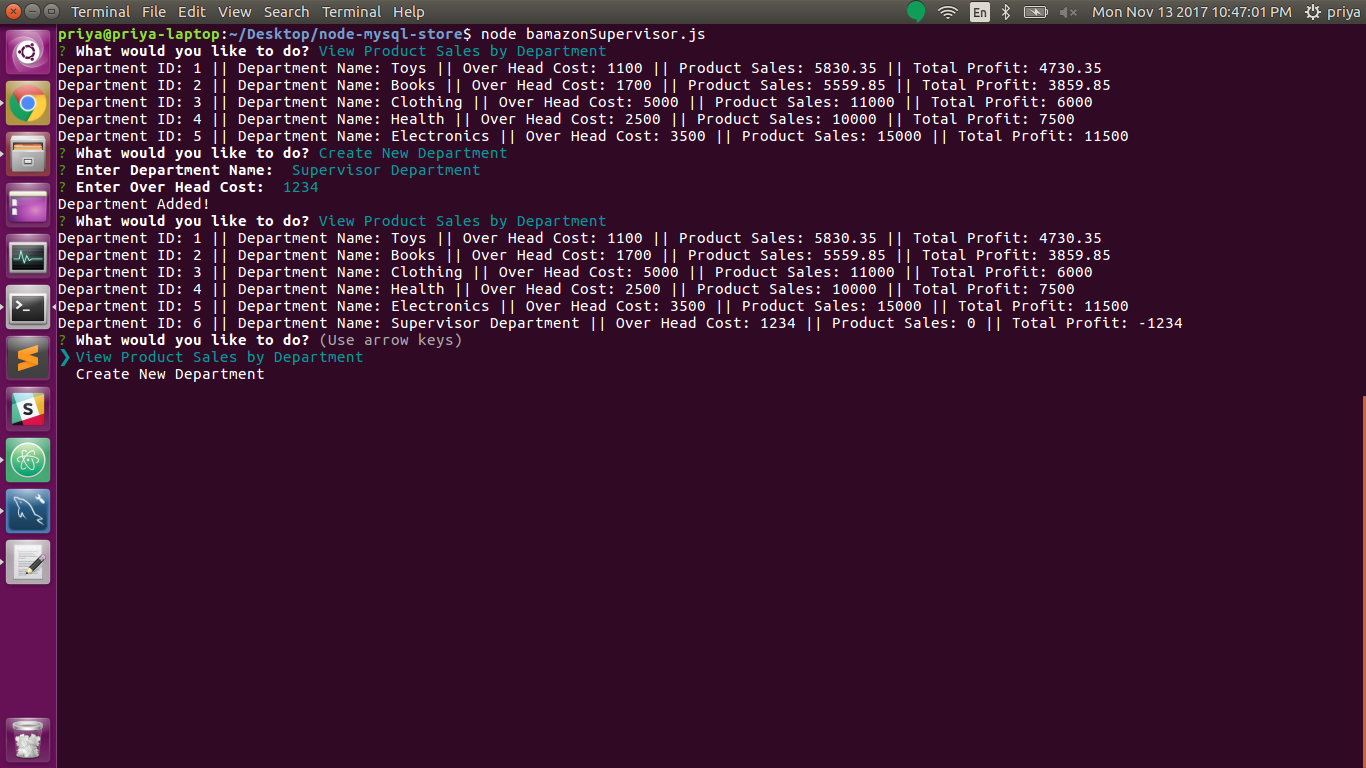 Terminal File Edit View Search Terminal Help En Mon Nov 13 2017 10:47:01 PM priya
priya@priya-laptop:~/Desktop/node-mysql-store$ node bamazonSupervisor.js
? What would you like to do? View Product Sales by Department
Department ID: 1 || Department Name: Toys || Over Head Cost: 1100 || Product Sales: 5830.35 || Total Profit: 4730.35
Department ID: 2 || Department Name: Books || Over Head Cost: 1700 || Product Sales: 5559.85 || Total Profit: 3859.85
Department ID: 3 || Department Name: Clothing || Over Head Cost: 5000 || Product Sales: 11000 || Total Profit: 6000
Department ID: 4 || Department Name: Health || Over Head Cost: 2500 || Product Sales: 10000 || Total Profit: 7500
Department ID: 5 || Department Name: Electronics || Over Head Cost: 3500 || Product Sales: 15000 || Total Profit: 11500
? What would you like to do? Create New Department
? Enter Department Name:  Supervisor Department
? Enter Over Head Cost:  1234
Department Added!
? What would you like to do? View Product Sales by Department
Department ID: 1 || Department Name: Toys || Over Head Cost: 1100 || Product Sales: 5830.35 || Total Profit: 4730.35
Department ID: 2 || Department Name: Books || Over Head Cost: 1700 || Product Sales: 5559.85 || Total Profit: 3859.85
Department ID: 3 || Department Name: Clothing || Over Head Cost: 5000 || Product Sales: 11000 || Total Profit: 6000
Department ID: 4 || Department Name: Health || Over Head Cost: 2500 || Product Sales: 10000 || Total Profit: 7500
Department ID: 5 || Department Name: Electronics || Over Head Cost: 3500 || Product Sales: 15000 || Total Profit: 11500
Department ID: 6 || Department Name: Supervisor Department || Over Head Cost: 1234 || Product Sales: 0 || Total Profit: -1234
? What would you like to do? (Use arrow keys)
❯ View Product Sales by Department
  Create New Department